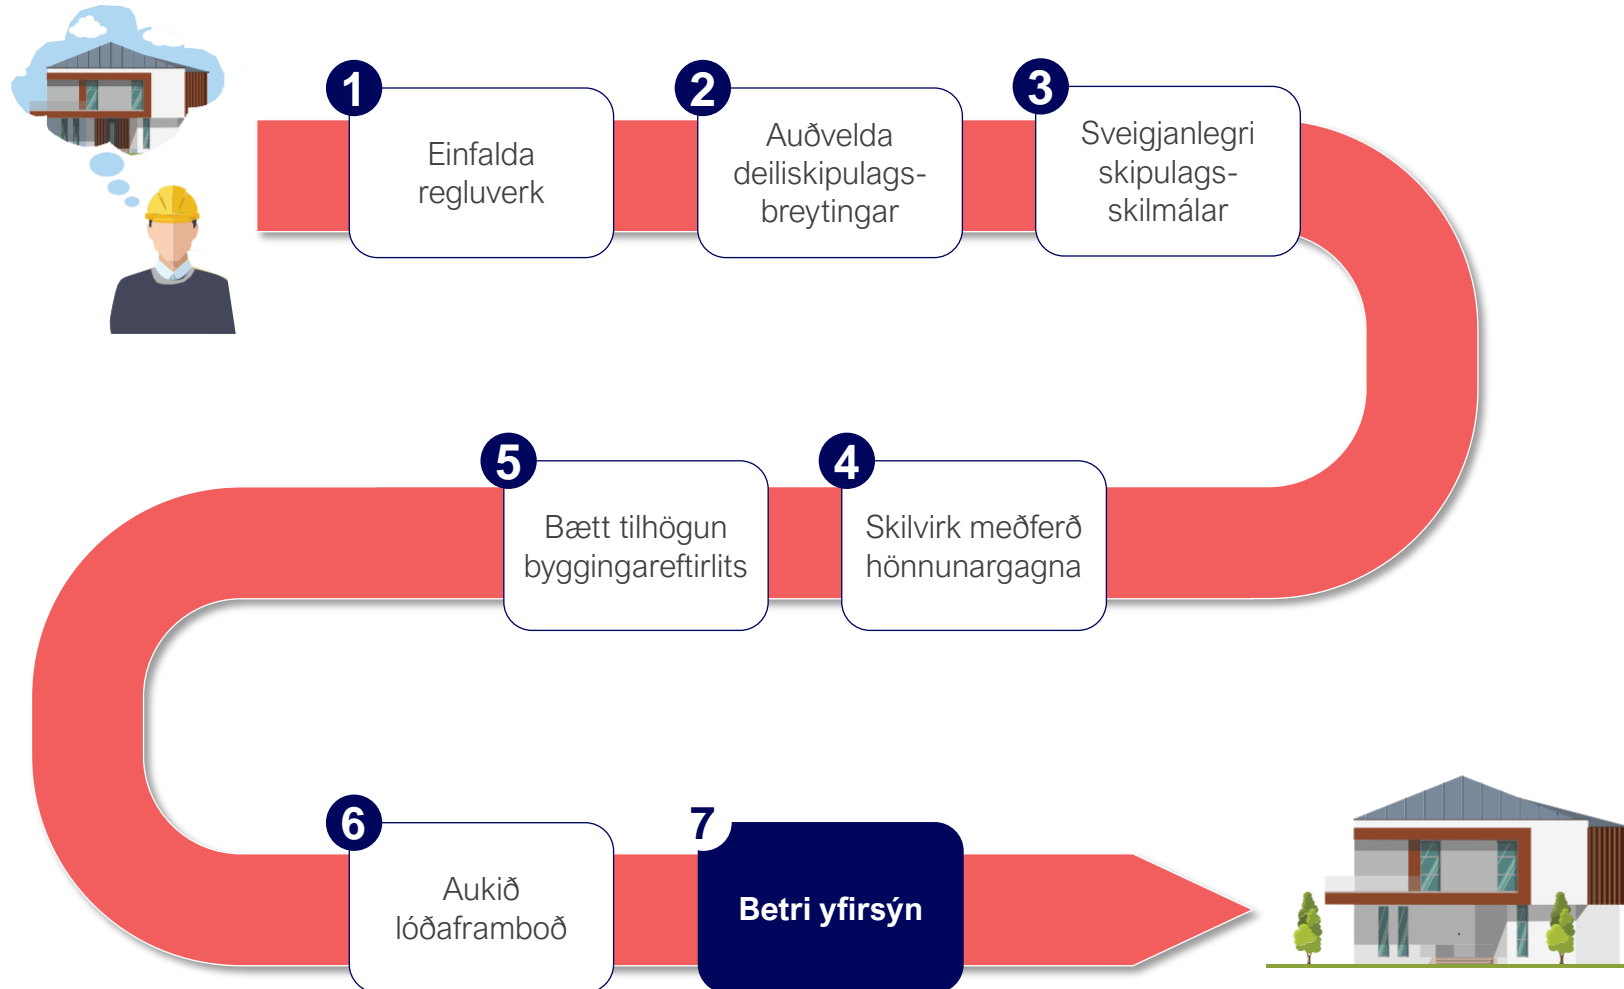 1
Einfalda
regluverk
2
Auðvelda
deiliskipulags-
breytingar
3
Sveigjanlegri
skipulags-
skilmálar
4
Skilvirk meðferð
hönnunargagna
5
Bætt tilhögun
byggingareftirlits
6
Aukið
lóðaframboð
7
Betri yfirsýn